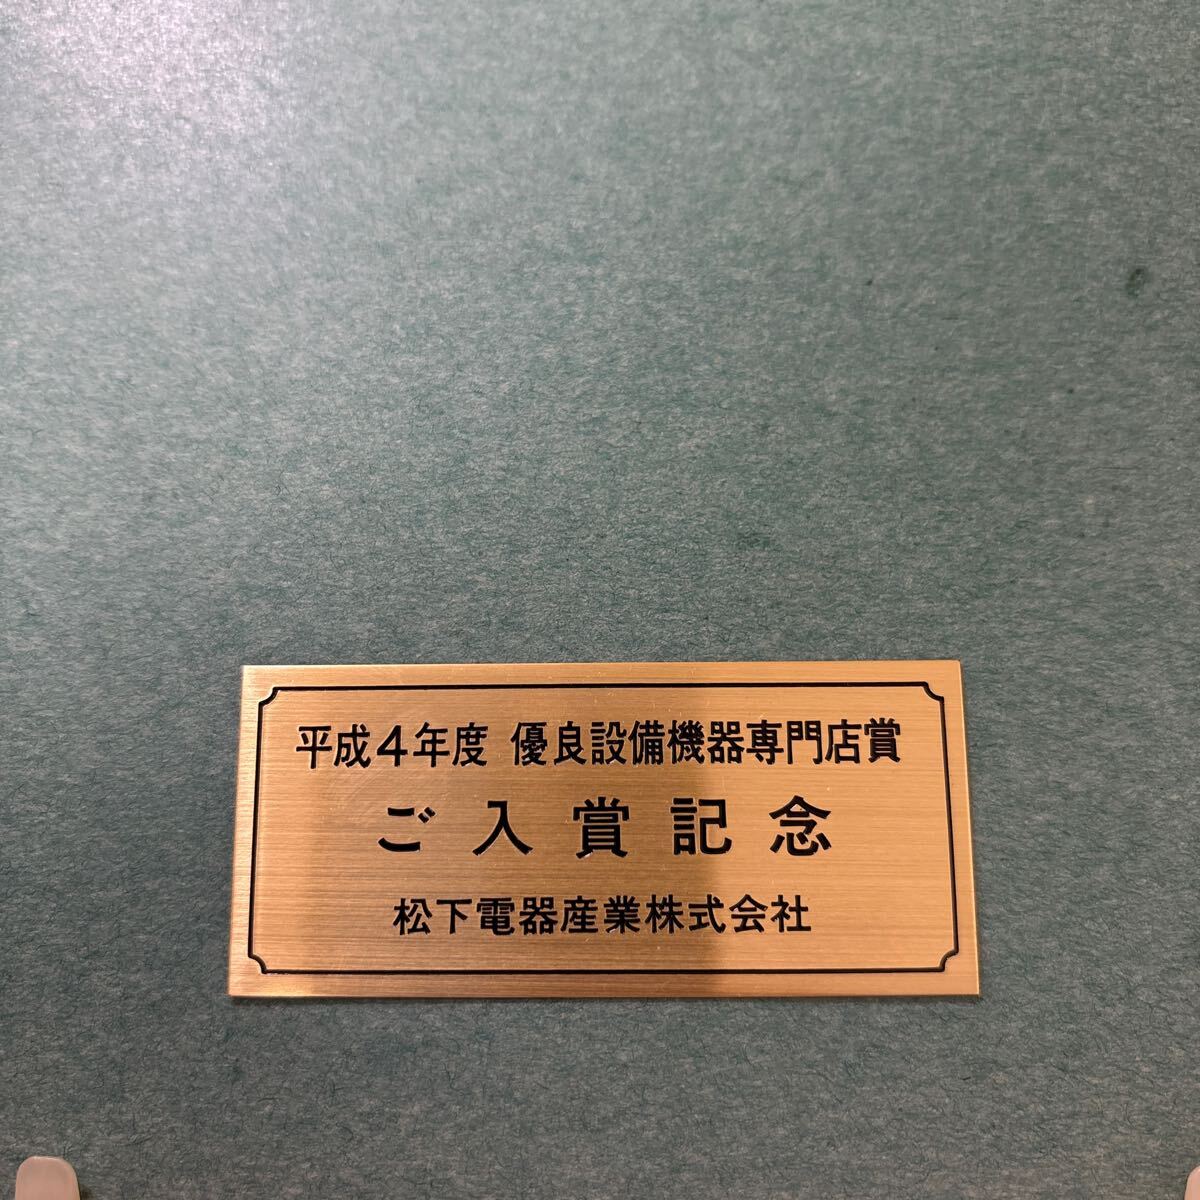 平成4年度 優良設備機器専門店賞
ご入賞記念
松下電器産業株式会社